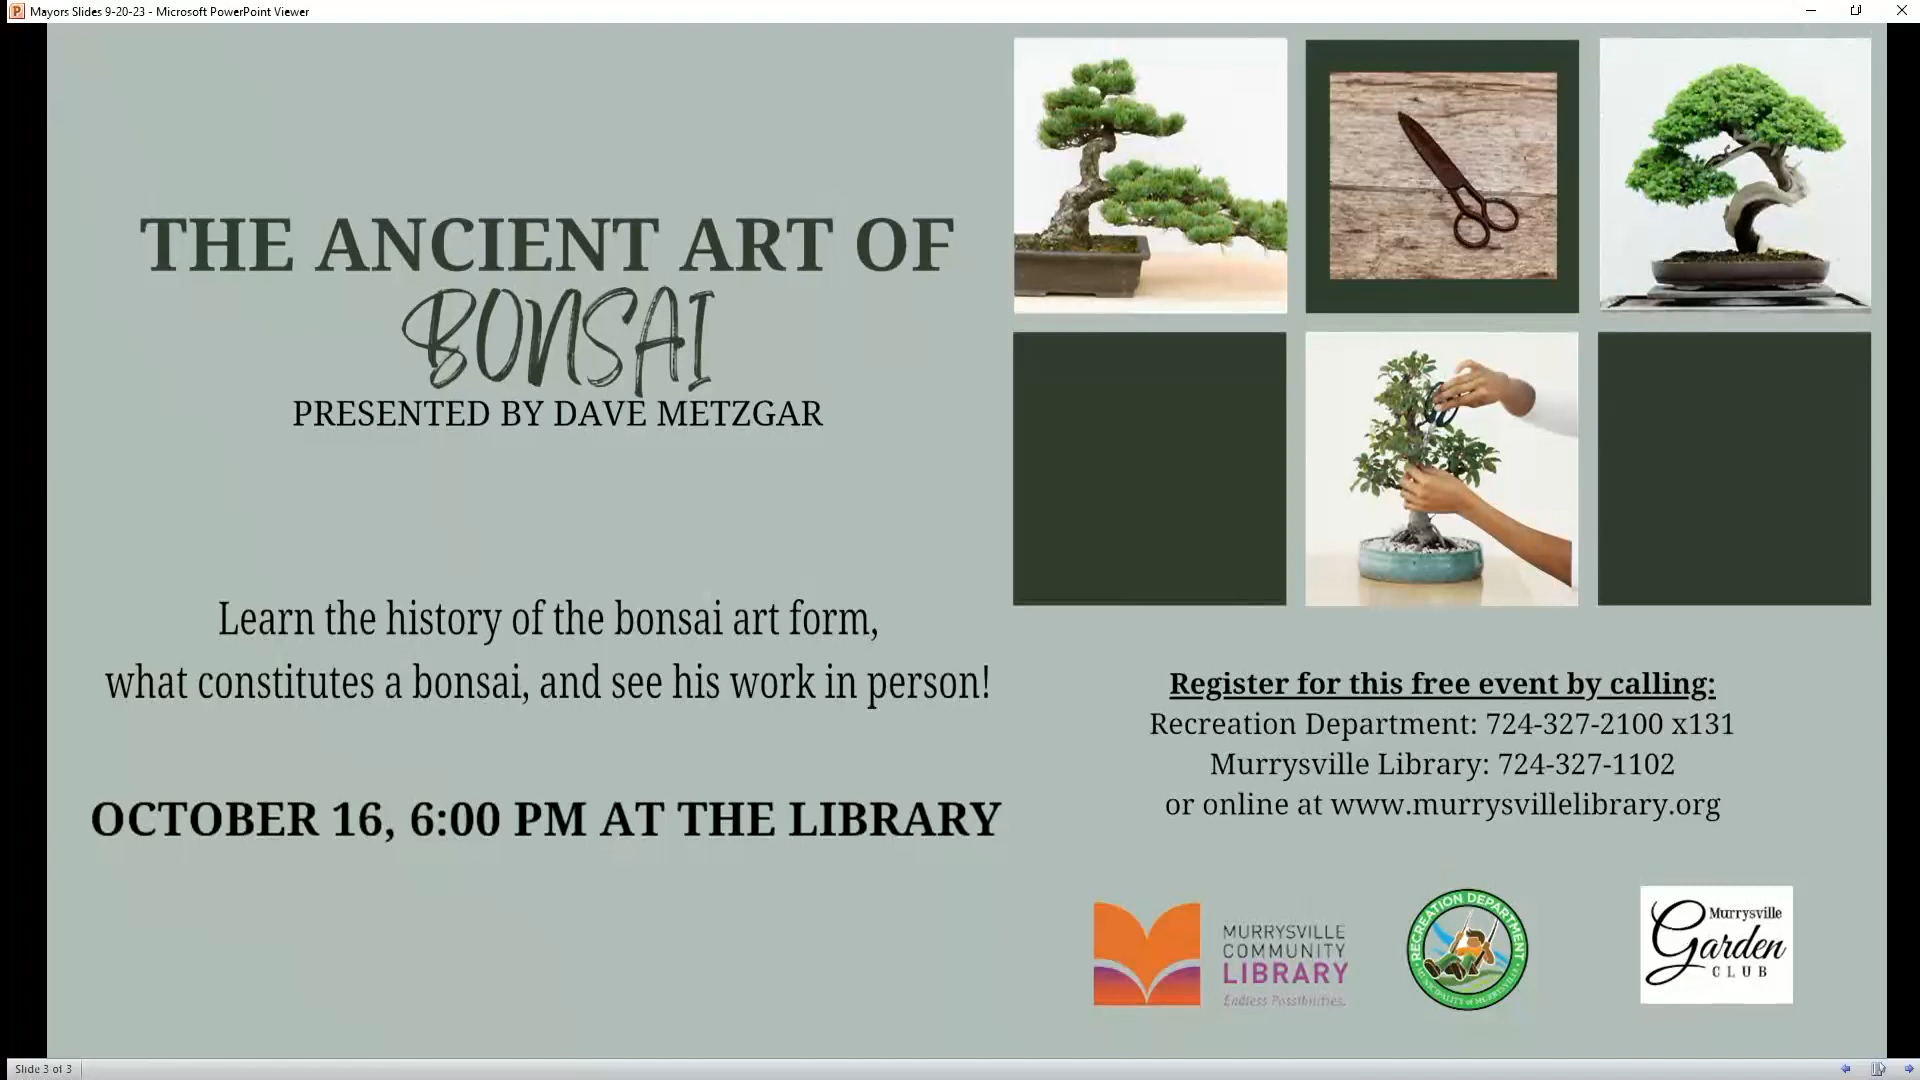 Mayors Slides 9-20-23 - Microsoft PowerPoint Viewer
THE ANCIENT ART OF
BONSAI
PRESENTED BY DAVE METZGAR
Learn the history of the bonsai art form,
what constitutes a bonsai, and see his work in person!
OCTOBER 16, 6:00 PM AT THE LIBRARY
Register for this free event by calling:
Recreation Department: 724-327-2100 x131
Murrysville Library: 724-327-1102
or online at www.murrysvillelibrary.org
MURRYSVILLE
COMMUNITY
LIBRARY
Endless Possibilities.
RECREATION DEPARTMENT
MUNICIPALITY of MURRYSVILLE
Murrysville
Garden
CLUB
Slide 3 of 3